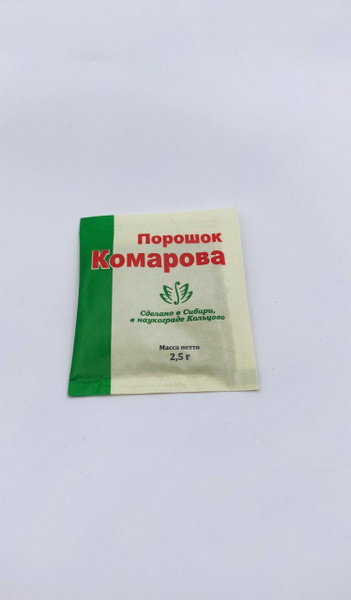 Порошок
Комарова
Сделано в Сибири,
в наукограде Кольцово
Масса нетто
2,5 г